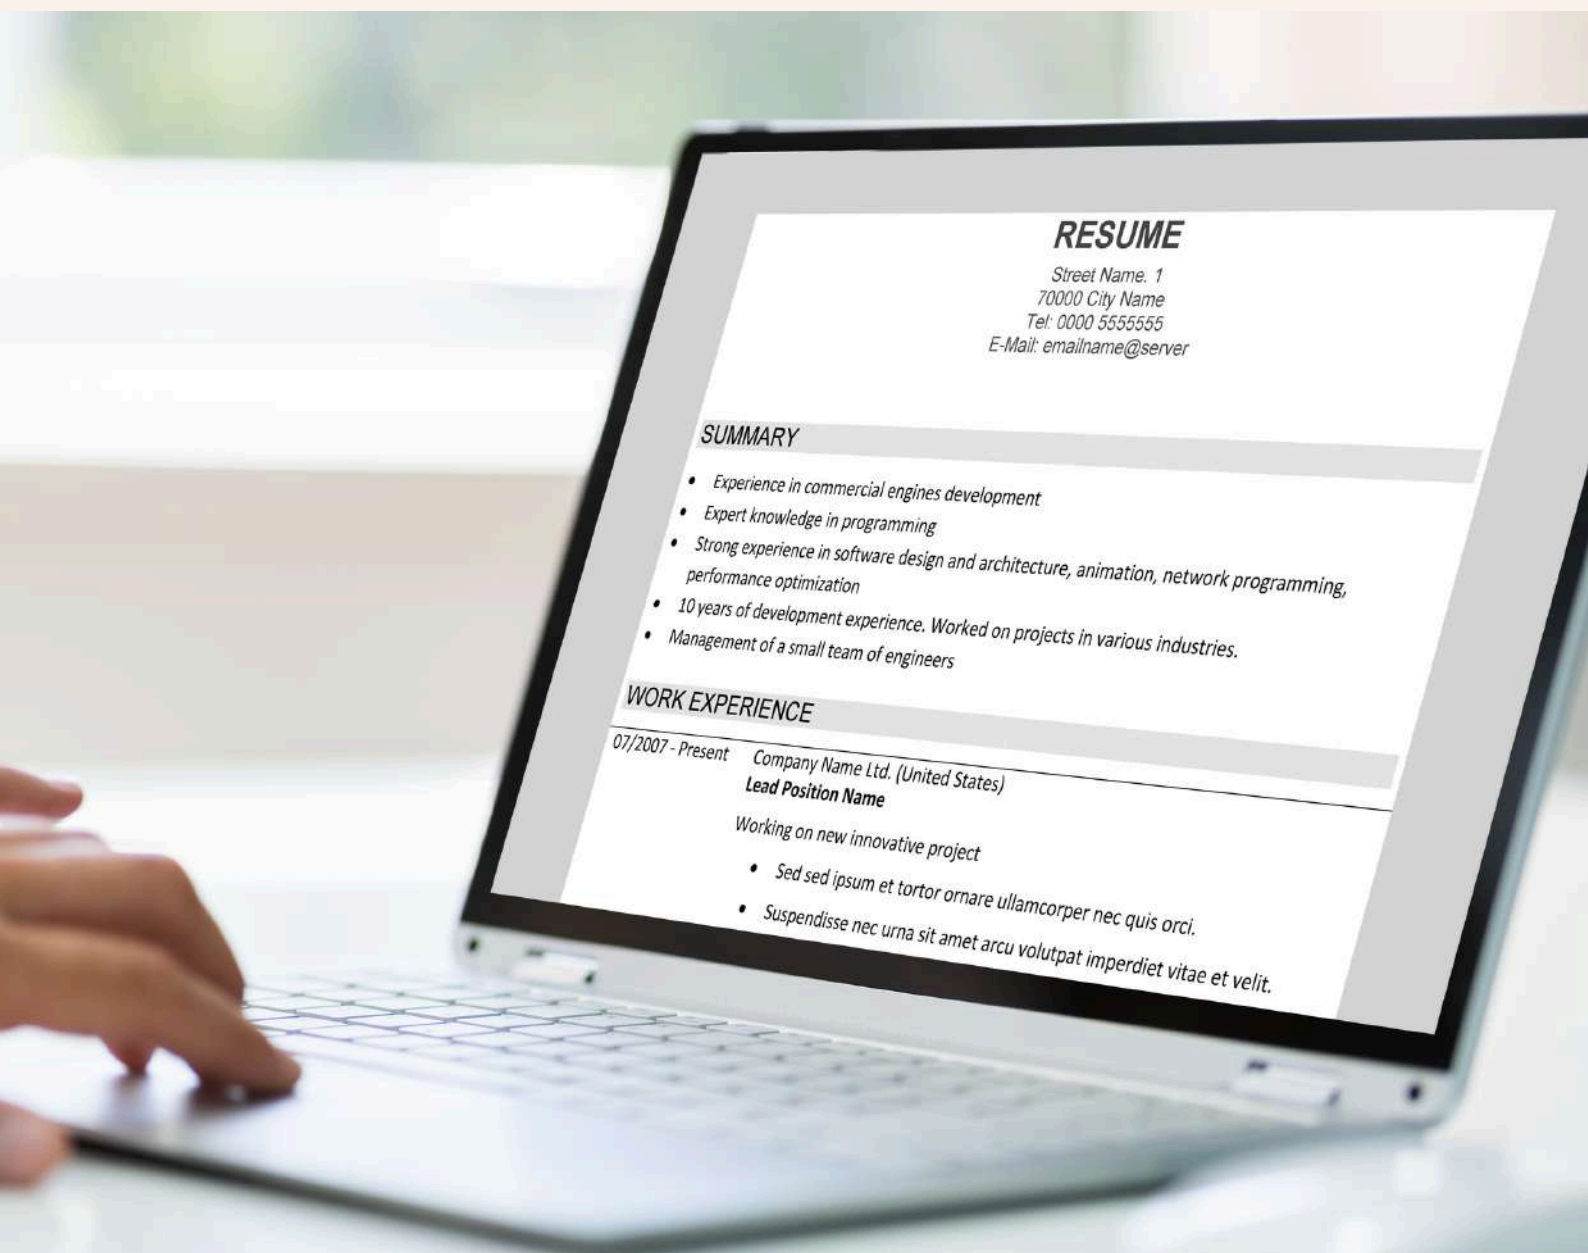 RESUME
Street Name. 1
70000 City Name
Tel: 0000 5555555
E-Mail: emailname@server
SUMMARY
• Experience in commercial engines development
• Expert knowledge in programming
• Strong experience in software design and architecture, animation, network programming,
performance optimization
• 10 years of development experience. Worked on projects in various industries.
• Management of a small team of engineers
WORK EXPERIENCE
07/2007 - Present Company Name Ltd. (United States)
Lead Position Name
Working on new innovative project
• Sed sed ipsum et tortor ornare ullamcorper nec quis orci.
• Suspendisse nec urna sit amet arcu volutpat imperdiet vitae et velit.